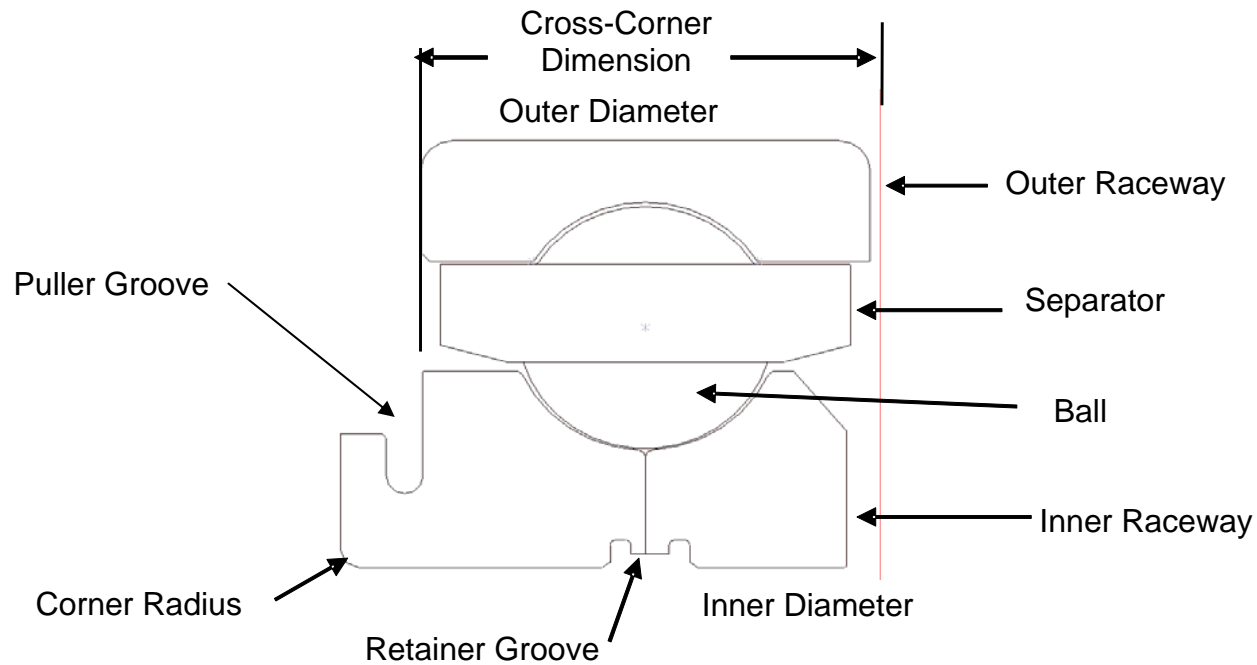 Cross-Corner
Dimension
Outer Diameter
Outer Raceway
Puller Groove
Separator
Ball
Inner Raceway
Corner Radius
Inner Diameter
Retainer Groove